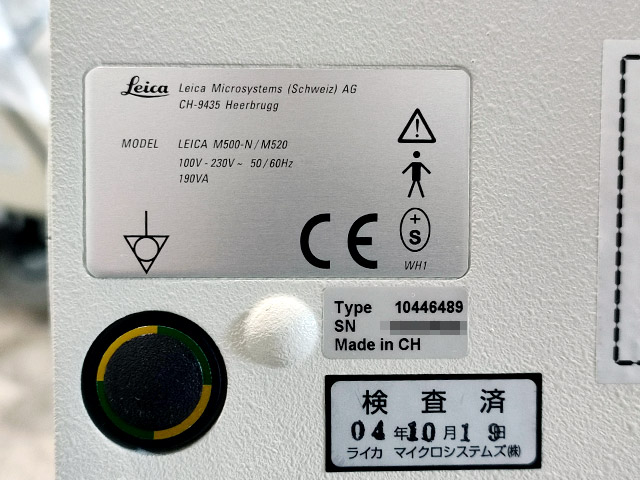 Leica Leica Microsystems (Schweiz) AG
CH-9435 Heerbrugg
MODEL LEICA M500-N / M520
100V - 230V ~ 50/60Hz
190VA
CE
+
S
WH1
Type 10446489
SN
Made in CH
検査済
04年10月19日
ライカ マイクロシステムズ(株)